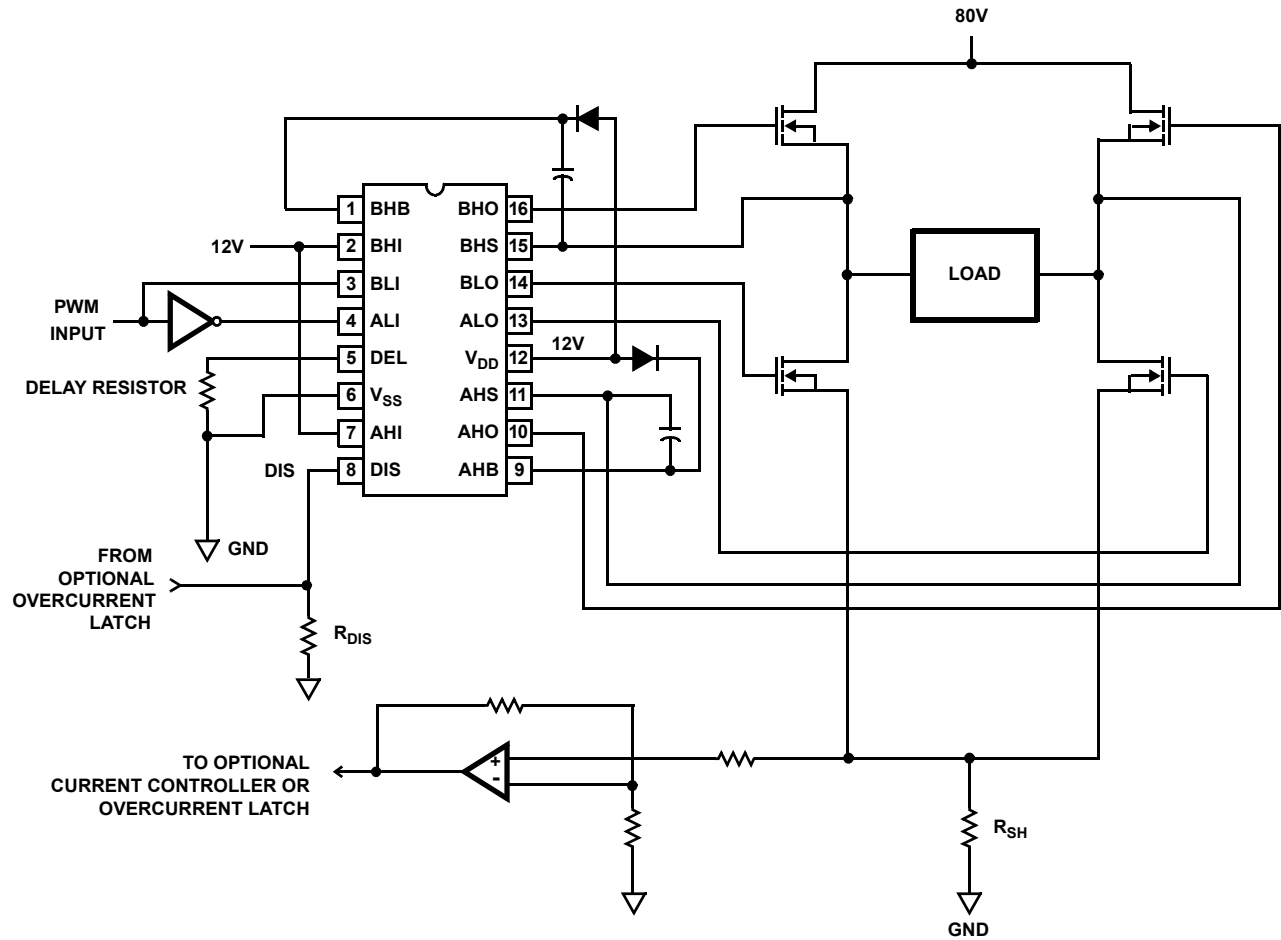 80V
1 BHB BHO 16
12V 2 BHI BHS 15
3 BLI BLO 14
PWM
INPUT
4 ALI ALO 13
5 DEL VDD 12 12V
DELAY RESISTOR
6 VSS AHS 11
7 AHI AHO 10
DIS 8 DIS AHB 9
LOAD
GND
FROM
OPTIONAL
OVERCURRENT
LATCH
RDIS
TO OPTIONAL
CURRENT CONTROLLER OR
OVERCURRENT LATCH
+
-
RSH
GND